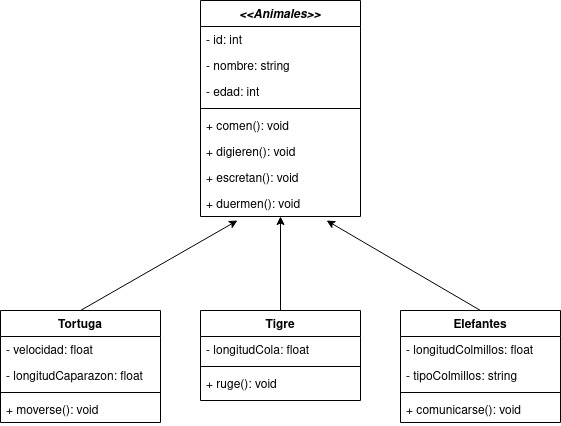 <<Animales>>
- id: int
- nombre: string
- edad: int
+ comen(): void
+ digieren(): void
+ escretan(): void
+ duermen(): void
Tortuga
- velocidad: float
- longitudCaparazon: float
+ moverse(): void
Tigre
- longitudCola: float
+ ruge(): void
Elefantes
- longitudColmillos: float
- tipoColmillos: string
+ comunicarse(): void